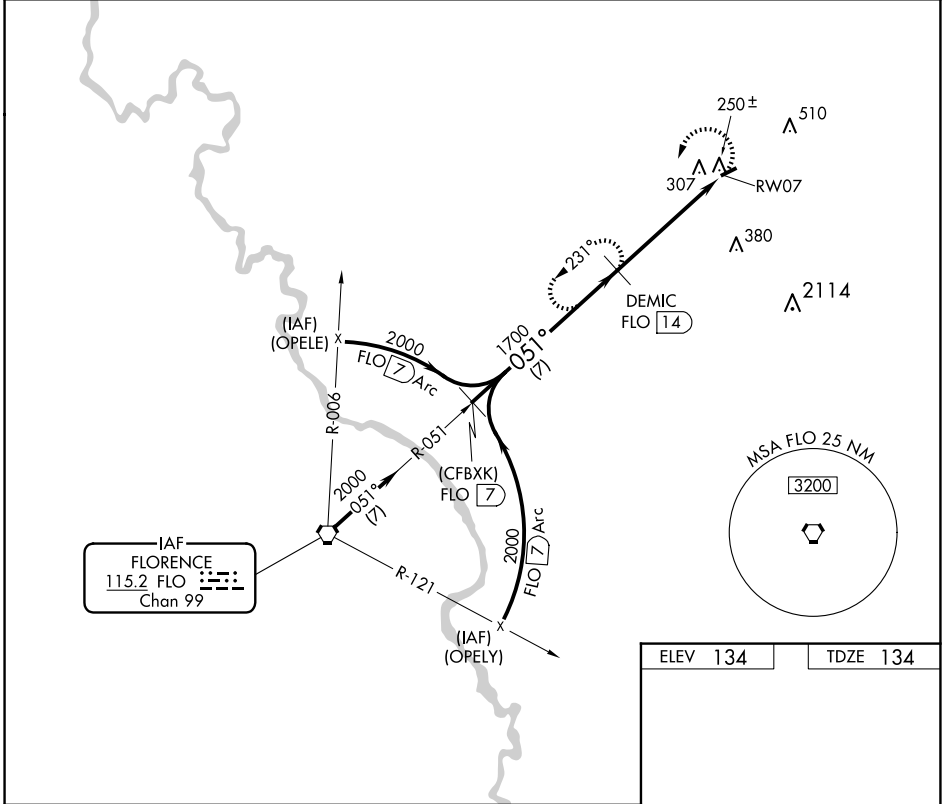 250 ±
510
307
RW07
380
231°
2114
DEMIC
FLO 14
(IAF)
(OPELE)
2000
FLO 7 Arc
1700
051°
(7)
R-006
R-051
(CFBXK)
FLO 7
2000
051°
(7)
2000
FLO 7 Arc
MSA FLO 25 NM
3200
IAF
FLORENCE
115.2 FLO
Chan 99
R-121
(IAF)
(OPELY)
ELEV 134
TDZE 134